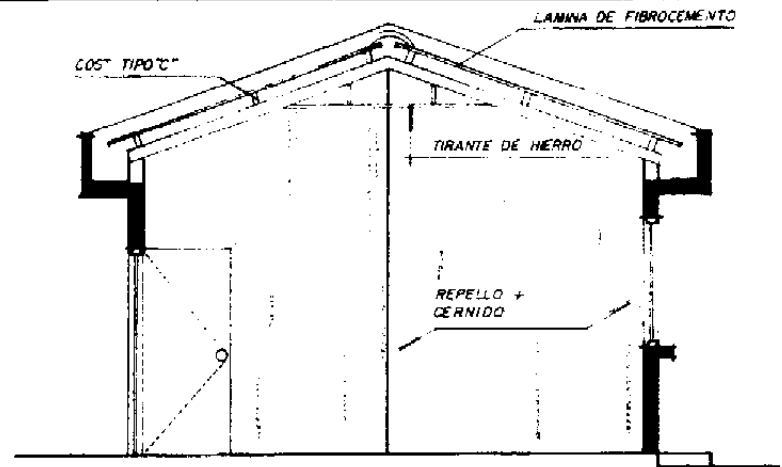 LAMINA DE FIBROCEMENTO
COST TIPO "C"
TIRANTE DE HIERRO
REPELLO +
CERNIDO